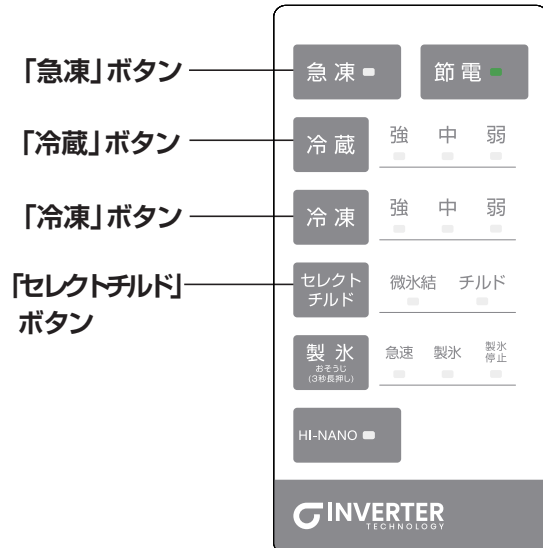 「急凍」ボタン
「冷蔵」ボタン
「冷凍」ボタン
「セレクトチルド」
ボタン
急凍
節電
冷蔵
強 中 弱
冷凍
強 中 弱
セレクト
チルド
微氷結 チルド
製氷
おそうじ
(3秒長押し)
急速 製氷 製氷
停止
HI-NANO
INVERTER
TECHNOLOGY